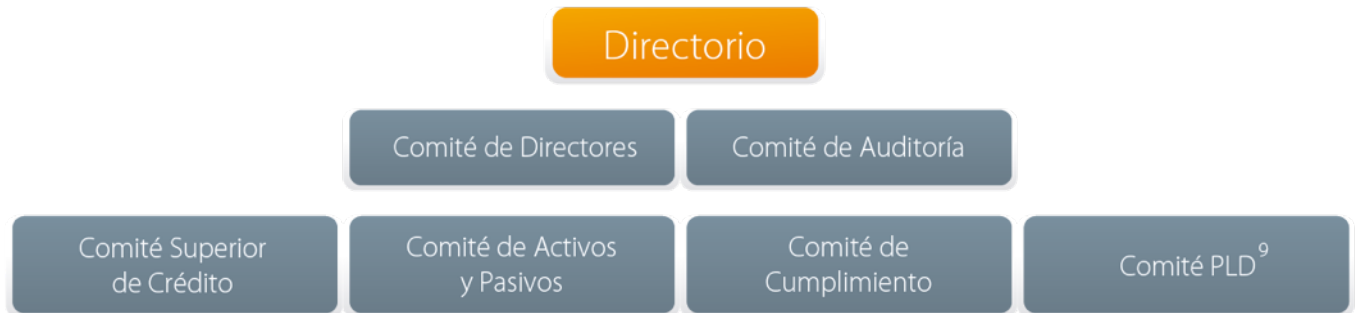 Directorio
Comité de Directores
Comité de Auditoría
Comité Superior
de Crédito
Comité de Activos
y Pasivos
Comité de
Cumplimiento
Comité PLD⁹